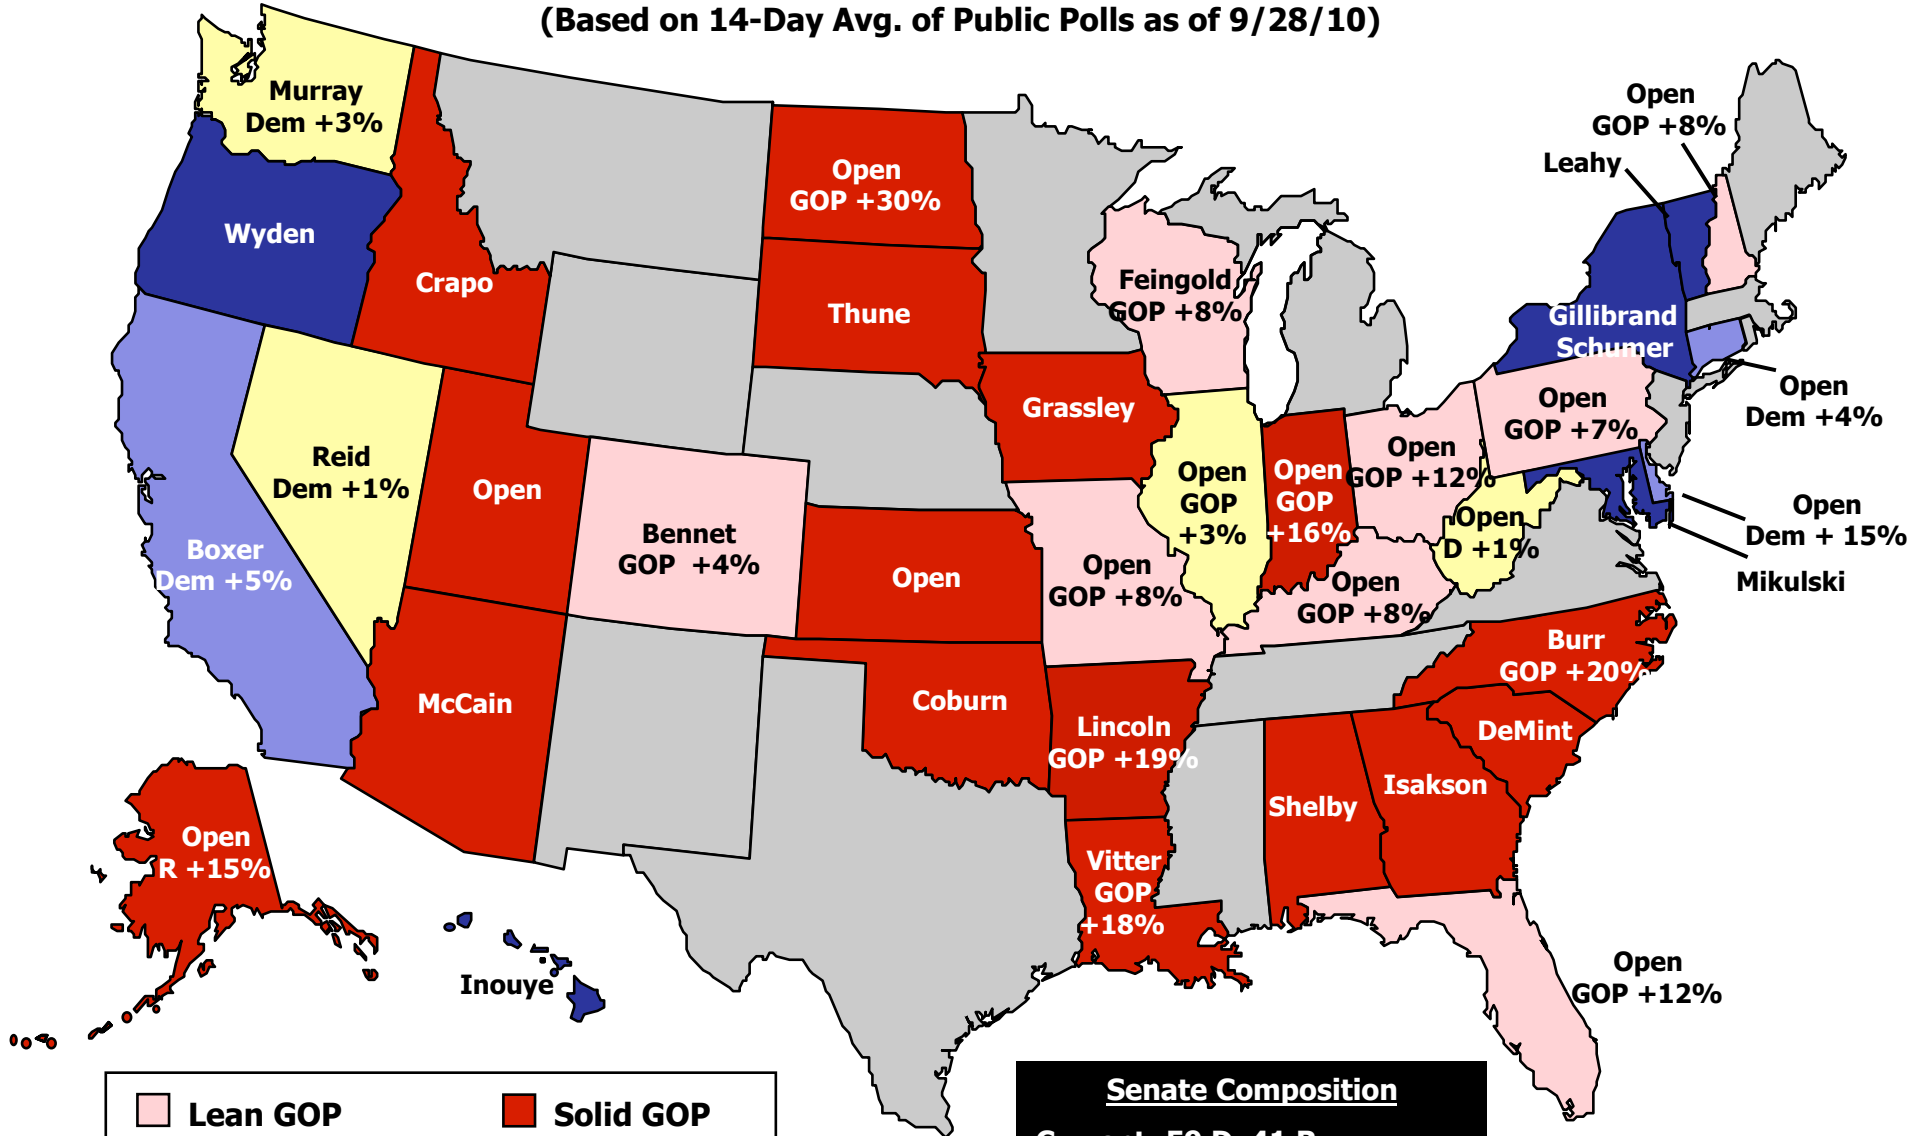 (Based on 14-Day Avg. of Public Polls as of 9/28/10)
Murray
Dem +3%
Wyden
Crapo
Open
GOP +30%
Thune
Feingold
GOP +8%
Open
GOP +8%
Leahy
Gillibrand
Schumer
Open
Dem +4%
Open
GOP +7%
Grassley
Reid
Dem +1%
Open
Bennet
GOP +4%
Open
GOP
+3%
Open
GOP
+16%
Open
GOP +12%
Open
D +1%
Open
Dem + 15%
Mikulski
Boxer
Dem +5%
Open
Open
GOP +8%
Open
GOP +8%
Burr
GOP +20%
McCain
Coburn
Lincoln
GOP +19%
DeMint
Isakson
Shelby
Open
R +15%
Vitter
GOP
+18%
Inouye
Open
GOP +12%
Lean GOP
Solid GOP
Senate Composition